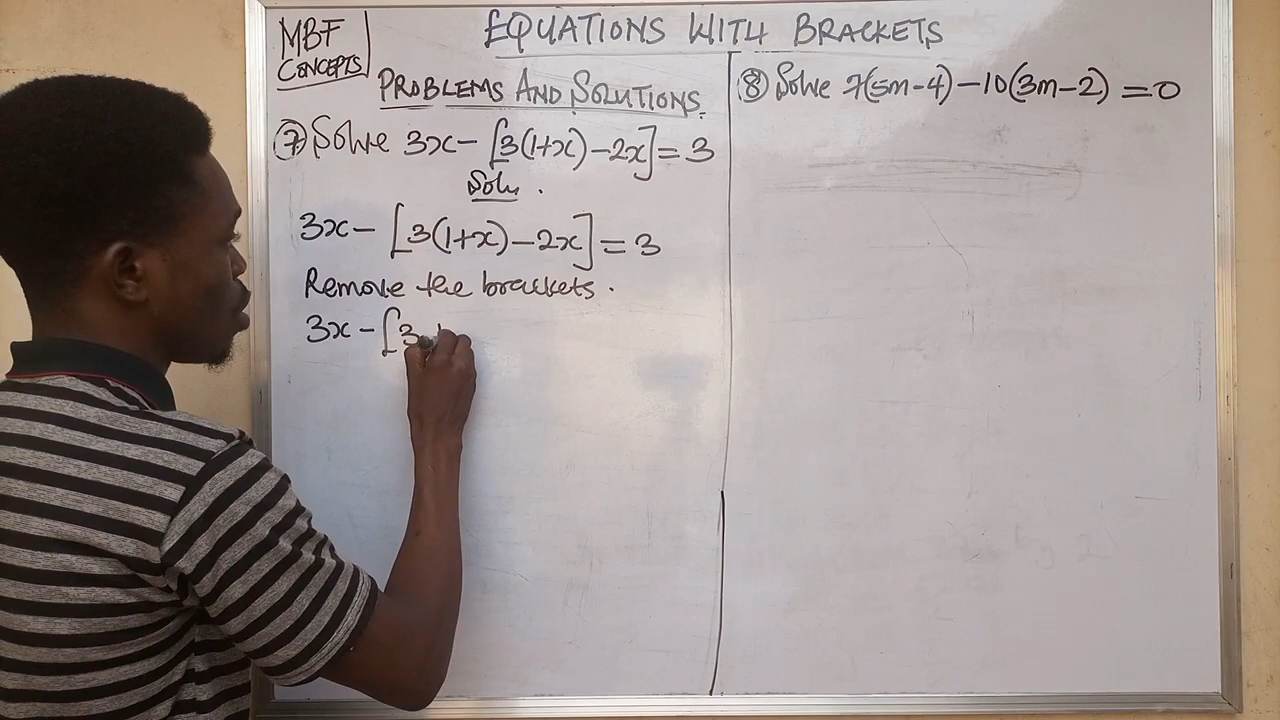 MBF
CONCEPTS
EQUATIONS WITH BRACKETS
PROBLEMS AND SOLUTIONS.
⑦ Solve 3x - [3(1+x) - 2x] = 3
Soln.
3x - [3(1+x) - 2x] = 3
Remove the brackets.
3x - [3
⑧ Solve 7(5m - 4) - 10(3m - 2) = 0